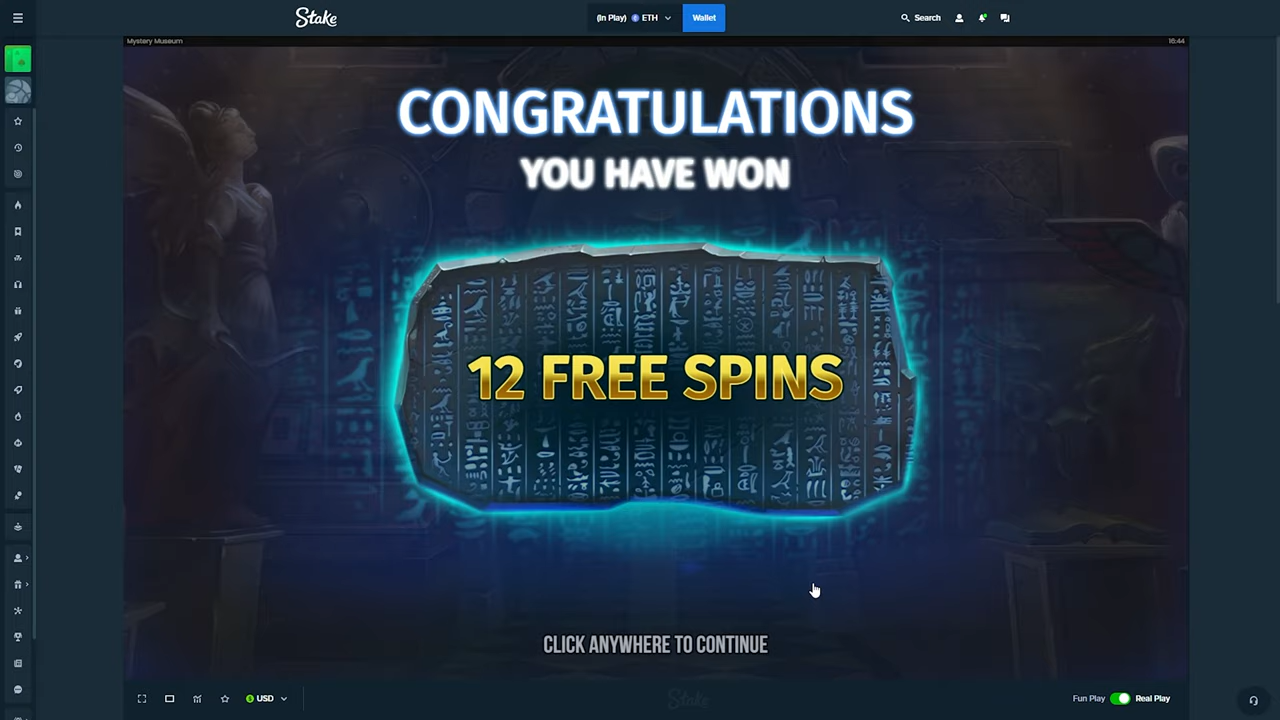 Stake
(In Play) ETH
Wallet
Search
Mystery Museum
16:44
CONGRATULATIONS
YOU HAVE WON
12 FREE SPINS
CLICK ANYWHERE TO CONTINUE
USD
Stake
Fun Play
Real Play